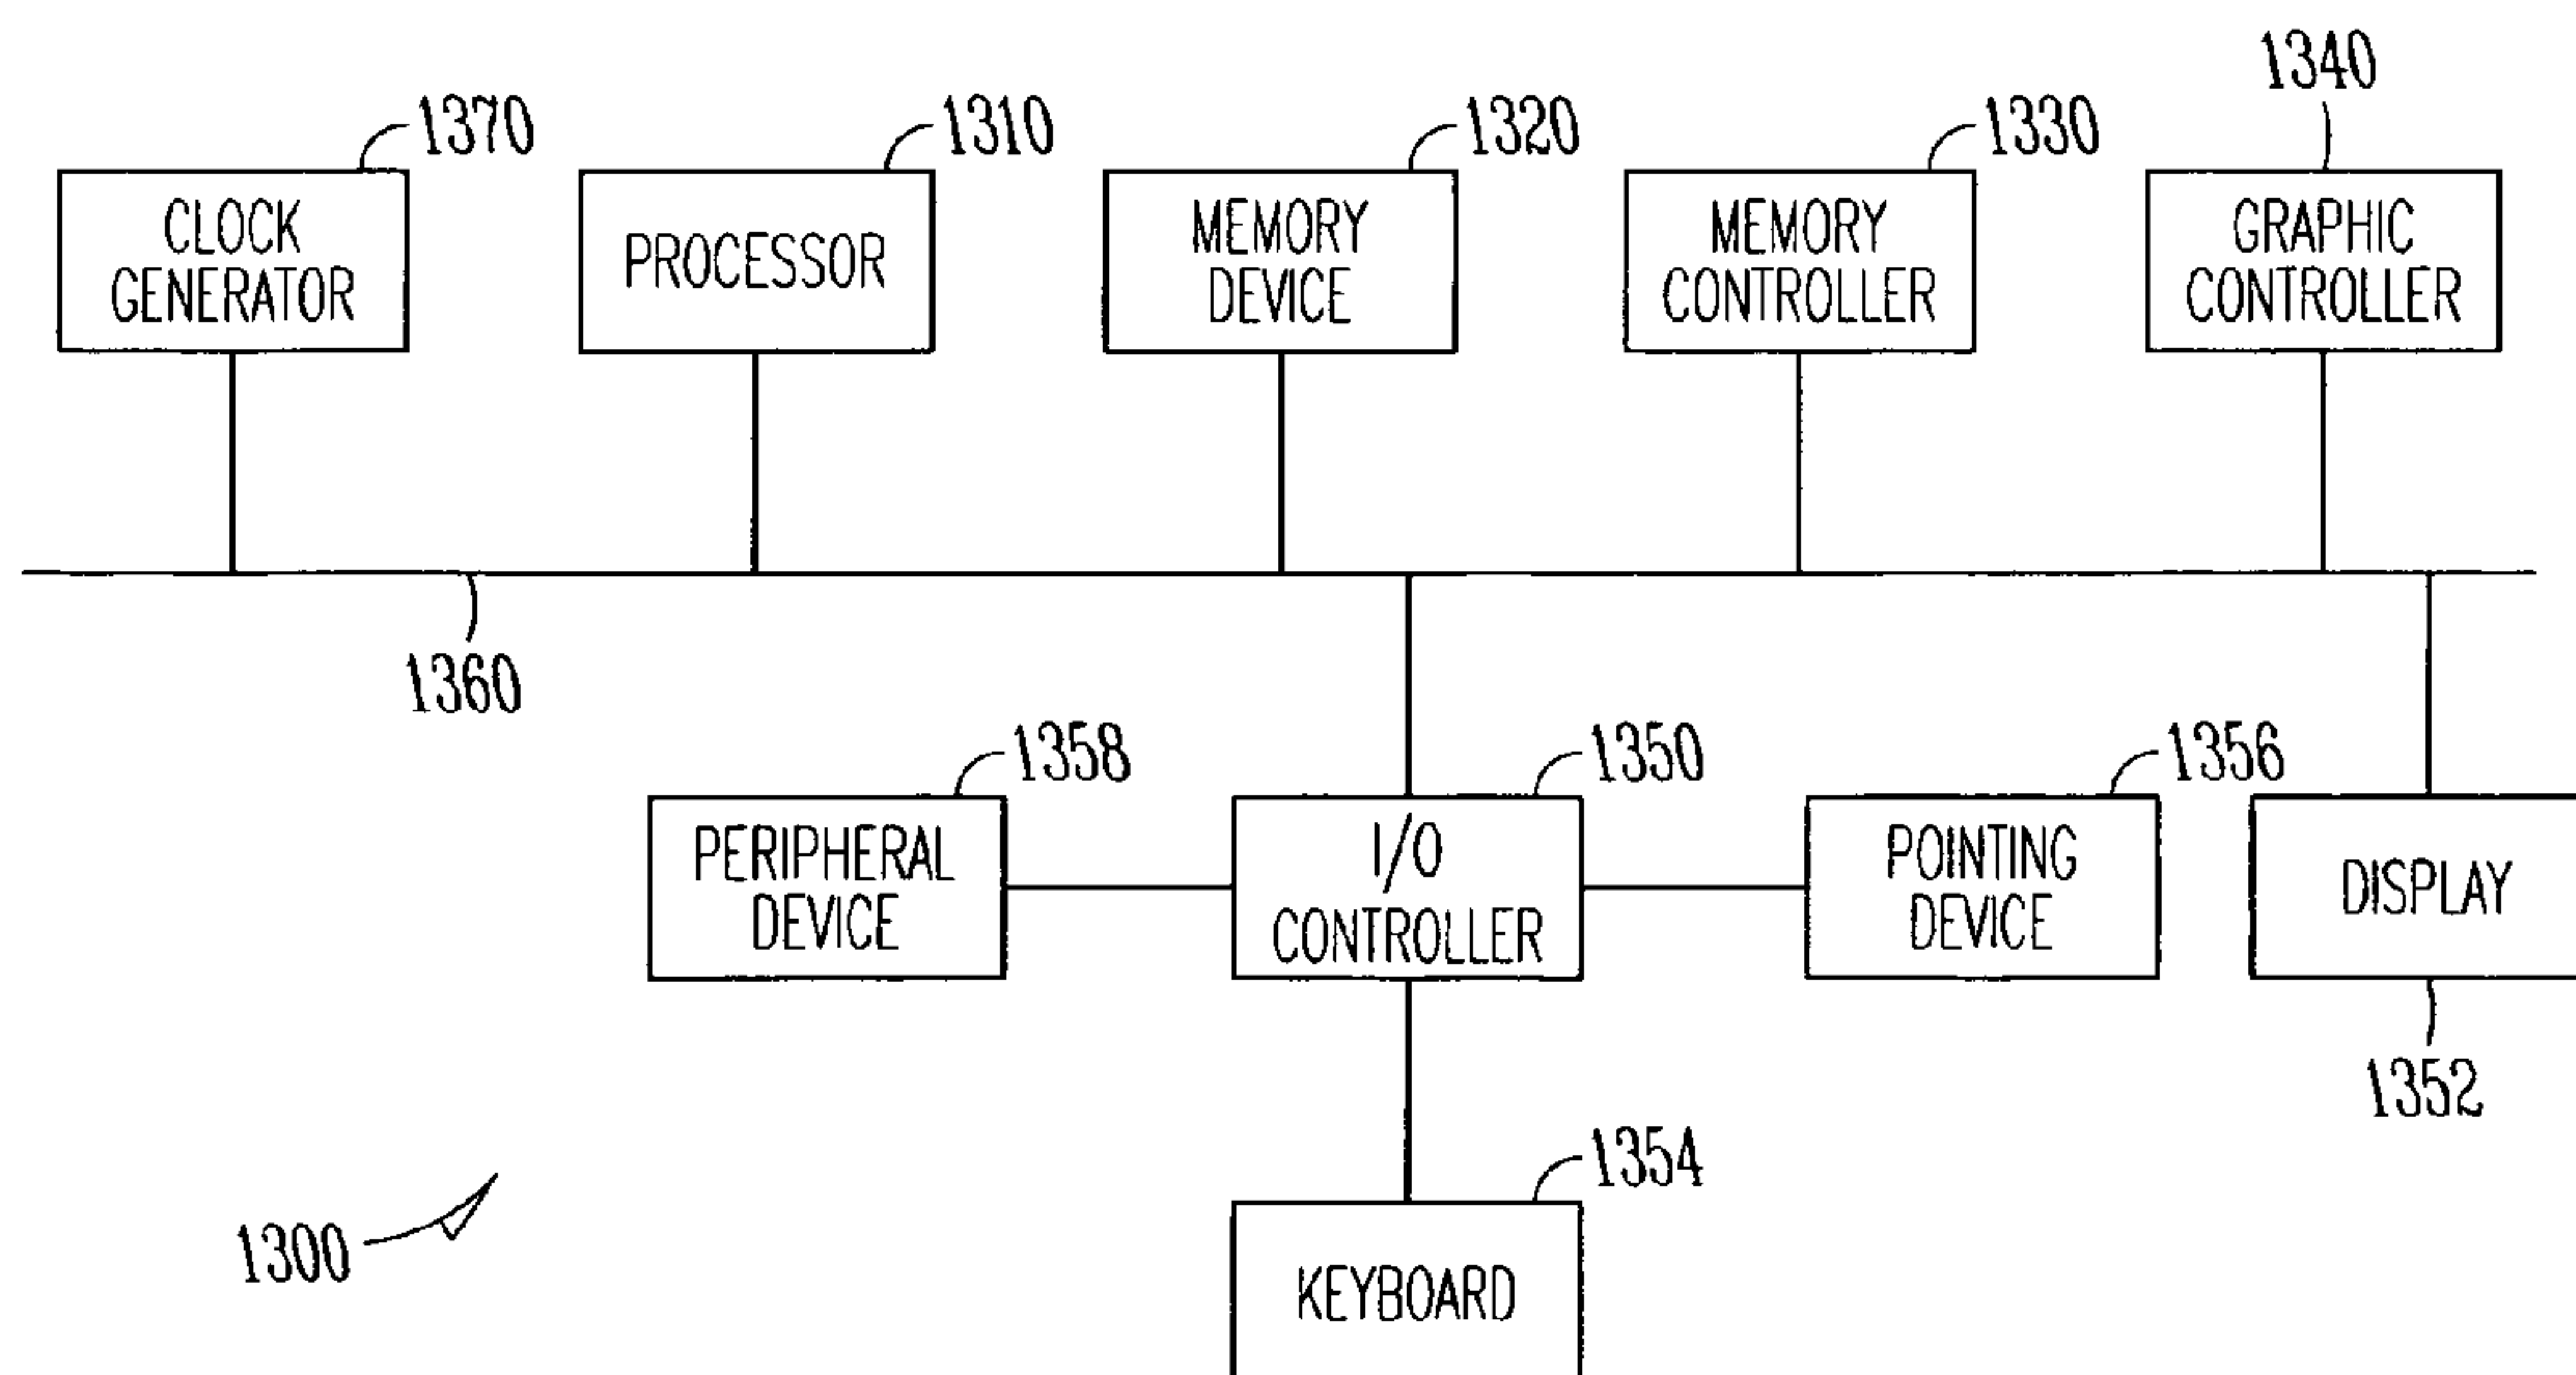 1340
1370
1310
1320
1330
CLOCK
GENERATOR
PROCESSOR
MEMORY
DEVICE
MEMORY
CONTROLLER
GRAPHIC
CONTROLLER
1360
1358
1350
1356
PERIPHERAL
DEVICE
I/O
CONTROLLER
POINTING
DEVICE
DISPLAY
1352
1354
1300
KEYBOARD